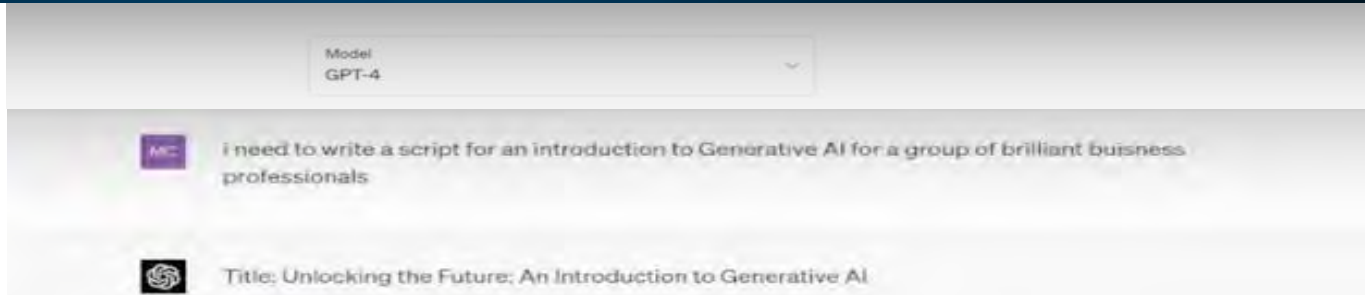 Model
GPT-4
MC
i need to write a script for an introduction to Generative AI for a group of brilliant buisness
professionals
Title: Unlocking the Future: An Introduction to Generative AI